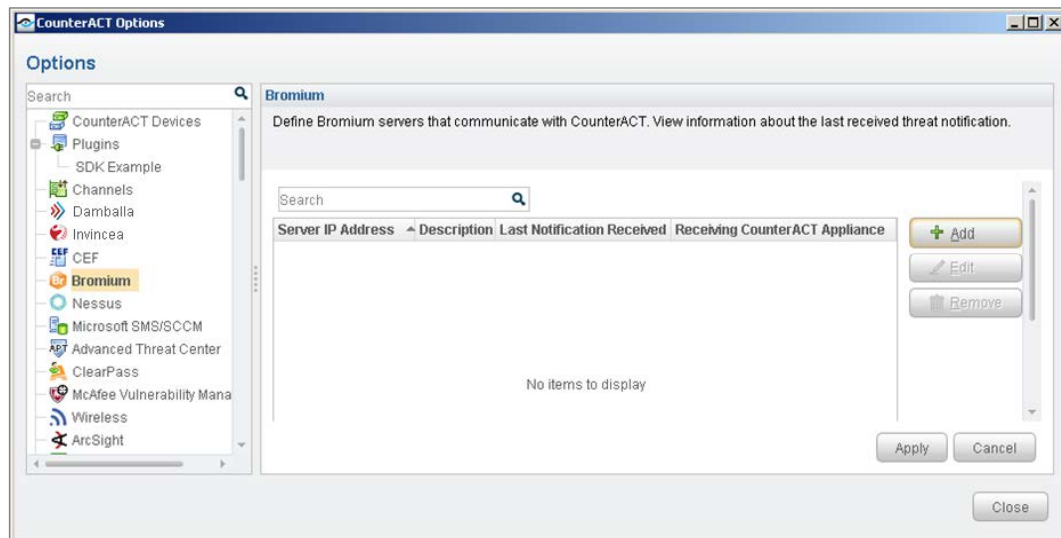 CounterACT Options
Options
Search
CounterACT Devices
Plugins
SDK Example
Channels
Damballa
Invincea
CEF CEF
Br Bromium
Nessus
Microsoft SMS/SCCM
APT Advanced Threat Center
ClearPass
McAfee Vulnerability Mana
Wireless
ArcSight
Bromium
Define Bromium servers that communicate with CounterACT. View information about the last received threat notification.
Search
Server IP Address Description Last Notification Received Receiving CounterACT Appliance
No items to display
Add
Edit
Remove
Apply Cancel
Close